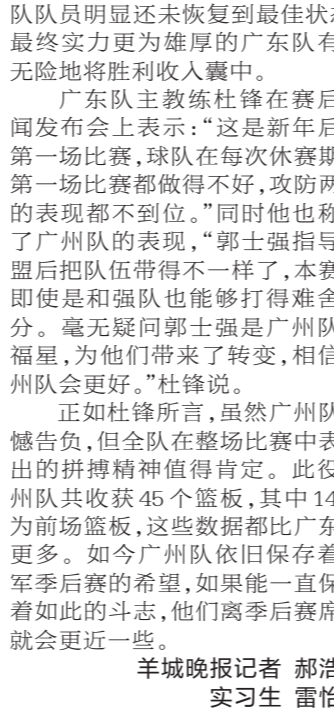 队队员明显还未恢复到最佳状态
最终实力更为雄厚的广东队有
无险地将胜利收入囊中。
广东队主教练杜锋在赛后
闻发布会上表示：“这是新年后
第一场比赛，球队在每次休赛期
第一场比赛都做得不好，攻防两
的表现都不到位。”同时他也称
了广州队的表现，“郭士强指导
盟后把队伍带得不一样了，本赛
即使是和强队也能够打得难舍
分。毫无疑问郭士强是广州队
福星，为他们带来了转变，相信
州队会更好。”杜锋说。
正如杜锋所言，虽然广州队
憾告负，但全队在整场比赛中表
出的拼搏精神值得肯定。此役
州队共收获45个篮板，其中14
为前场篮板，这些数据都比广东
更多。如今广州队依旧保存着
军季后赛的希望，如果能一直保
着如此的斗志，他们离季后赛席
就会更近一些。
羊城晚报记者 郝浩
实习生 雷怡